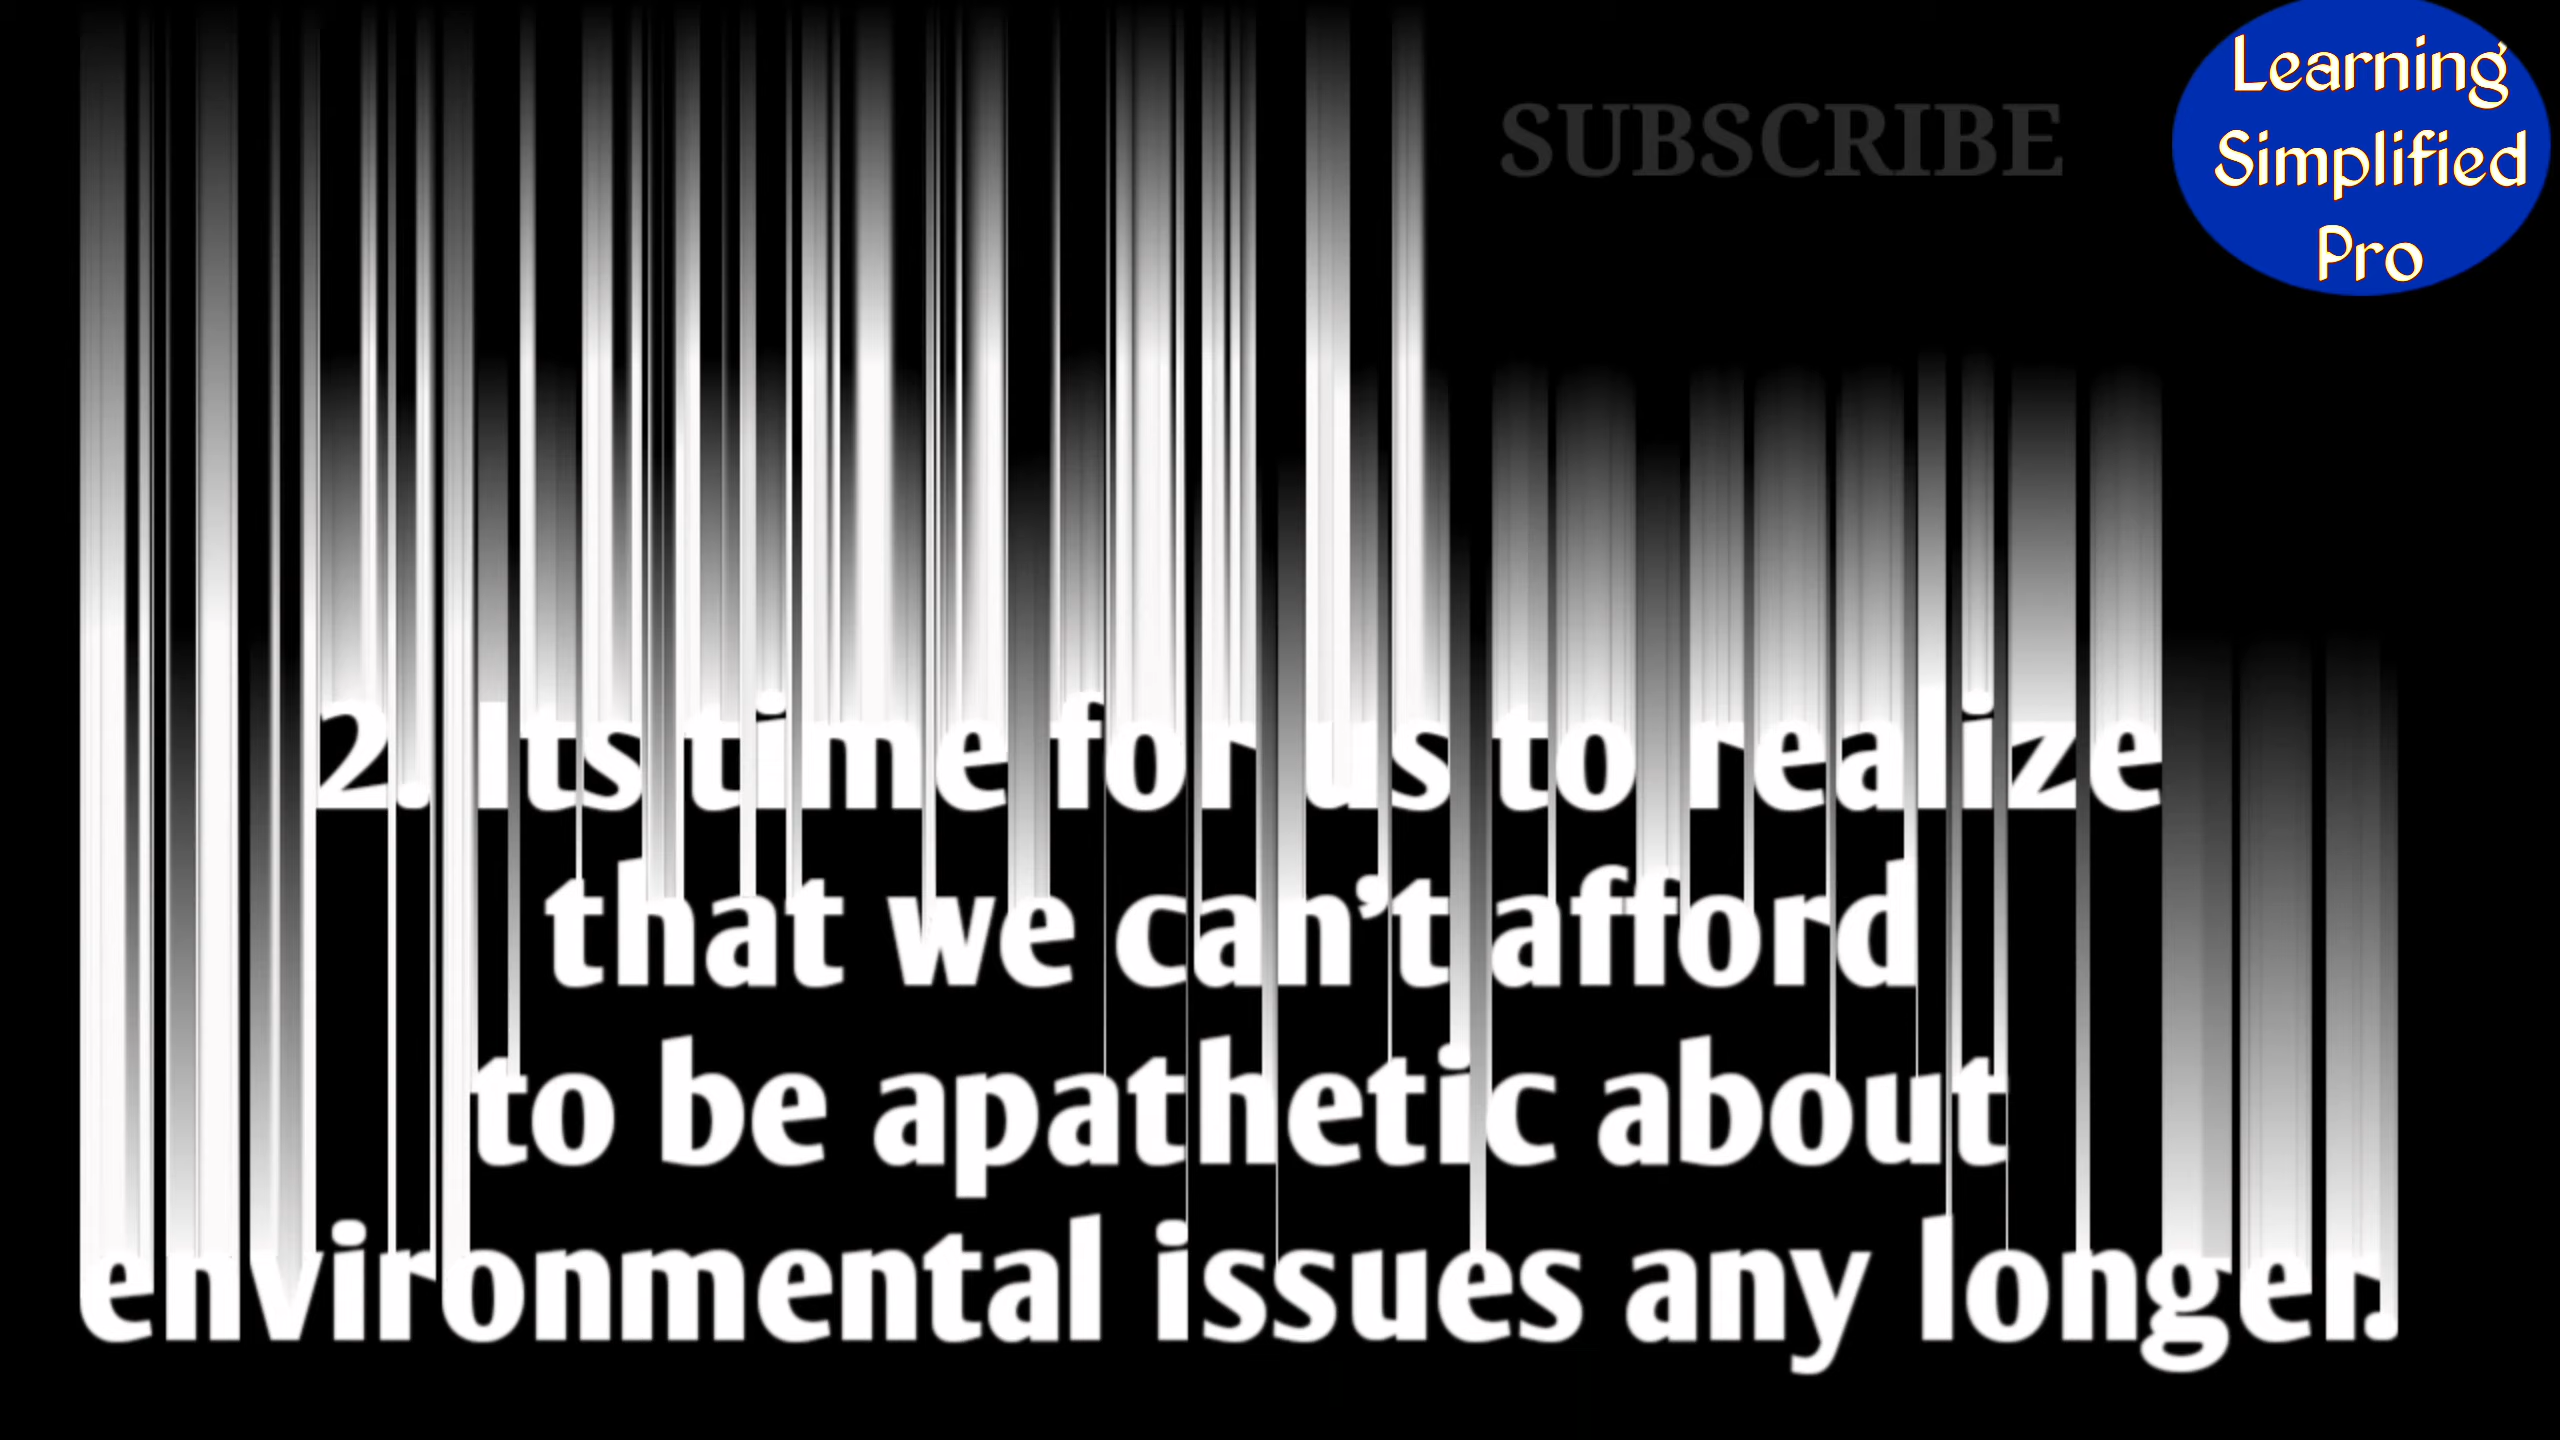 SUBSCRIBE
Learning
Simplified
Pro
2. Its time for us to realize
that we can't afford
to be apathetic about
environmental issues any longer.